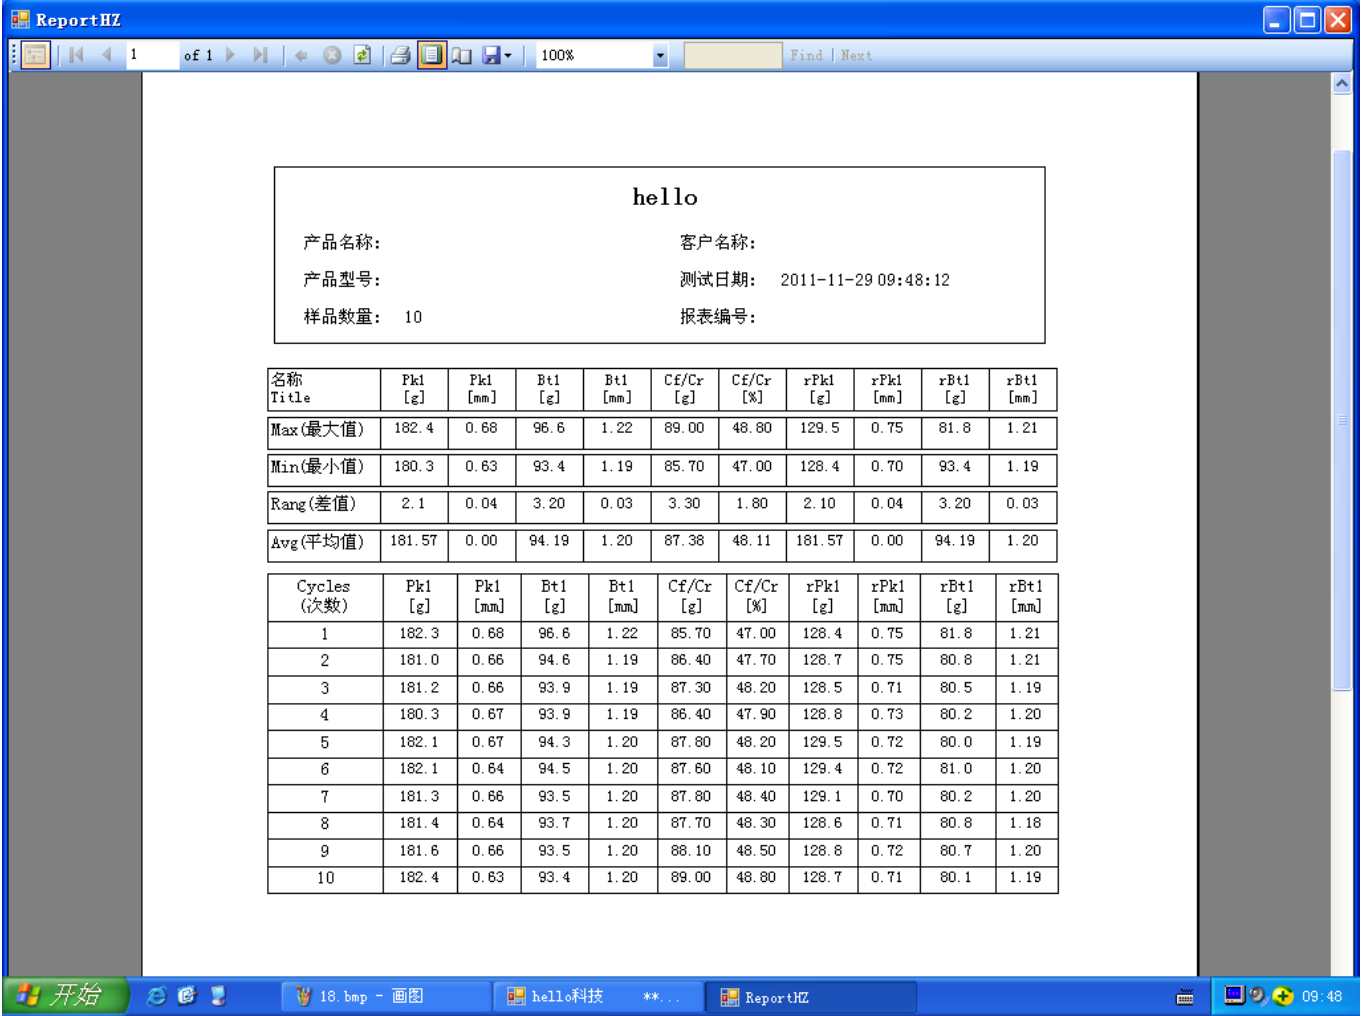 ReportHZ
1 of 1 100% Find | Next
hello
产品名称： 客户名称：
产品型号： 测试日期： 2011-11-29 09:48:12
样品数量： 10 报表编号：
名称 Pk1 Pk1 Bt1 Bt1 Cf/Cr Cf/Cr rPk1 rPk1 rBt1 rBt1
Title [g] [mm] [g] [mm] [g] [%] [g] [mm] [g] [mm]
Max(最大值) 182.4 0.68 96.6 1.22 89.00 48.80 129.5 0.75 81.8 1.21
Min(最小值) 180.3 0.63 93.4 1.19 85.70 47.00 128.4 0.70 93.4 1.19
Rang(差值) 2.1 0.04 3.20 0.03 3.30 1.80 2.10 0.04 3.20 0.03
Avg(平均值) 181.57 0.00 94.19 1.20 87.38 48.11 181.57 0.00 94.19 1.20
Cycles Pk1 Pk1 Bt1 Bt1 Cf/Cr Cf/Cr rPk1 rPk1 rBt1 rBt1
(次数) [g] [mm] [g] [mm] [g] [%] [g] [mm] [g] [mm]
1 182.3 0.68 96.6 1.22 85.70 47.00 128.4 0.75 81.8 1.21
2 181.0 0.66 94.6 1.19 86.40 47.70 128.7 0.75 80.8 1.21
3 181.2 0.66 93.9 1.19 87.30 48.20 128.5 0.71 80.5 1.19
4 180.3 0.67 93.9 1.19 86.40 47.90 128.8 0.73 80.2 1.20
5 182.1 0.67 94.3 1.20 87.80 48.20 129.5 0.72 80.0 1.19
6 182.1 0.64 94.5 1.20 87.60 48.10 129.4 0.72 81.0 1.20
7 181.3 0.66 93.5 1.20 87.80 48.40 129.1 0.70 80.2 1.20
8 181.4 0.64 93.7 1.20 87.70 48.30 128.6 0.71 80.8 1.18
9 181.6 0.66 93.5 1.20 88.10 48.50 128.8 0.72 80.7 1.20
10 182.4 0.63 93.4 1.20 89.00 48.80 128.7 0.71 80.1 1.19
开始 18.bmp - 画图 hello科技 **... ReportHZ 09:48